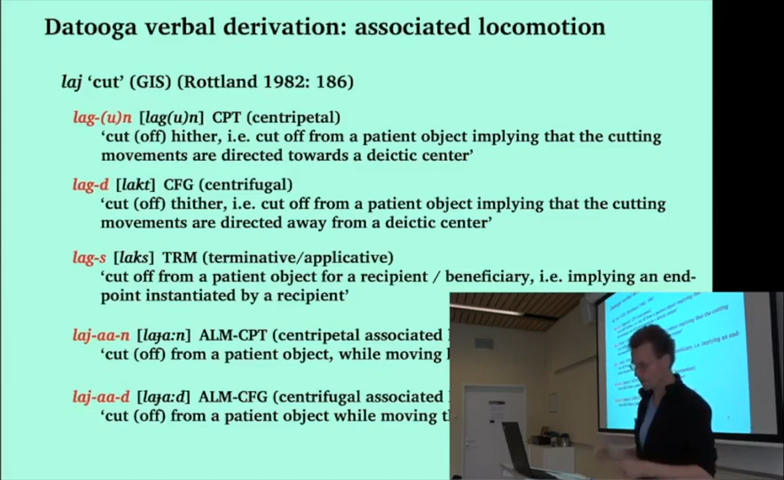 Datooga verbal derivation: associated locomotion
laj ‘cut’ (GIS) (Rottland 1982: 186)
lag-(u)n [lag(u)n] CPT (centripetal)
‘cut (off) hither, i.e. cut off from a patient object implying that the cutting
movements are directed towards a deictic center’
lag-d [lakt] CFG (centrifugal)
‘cut (off) thither, i.e. cut off from a patient object implying that the cutting
movements are directed away from a deictic center’
lag-s [laks] TRM (terminative/applicative)
‘cut off from a patient object for a recipient / beneficiary, i.e. implying an end-
point instantiated by a recipient’
laj-aa-n [laɟa:n] ALM-CPT (centripetal associated
‘cut (off) from a patient object, while moving
laj-aa-d [laɟa:d] ALM-CFG (centrifugal associated
‘cut (off) from a patient object while moving